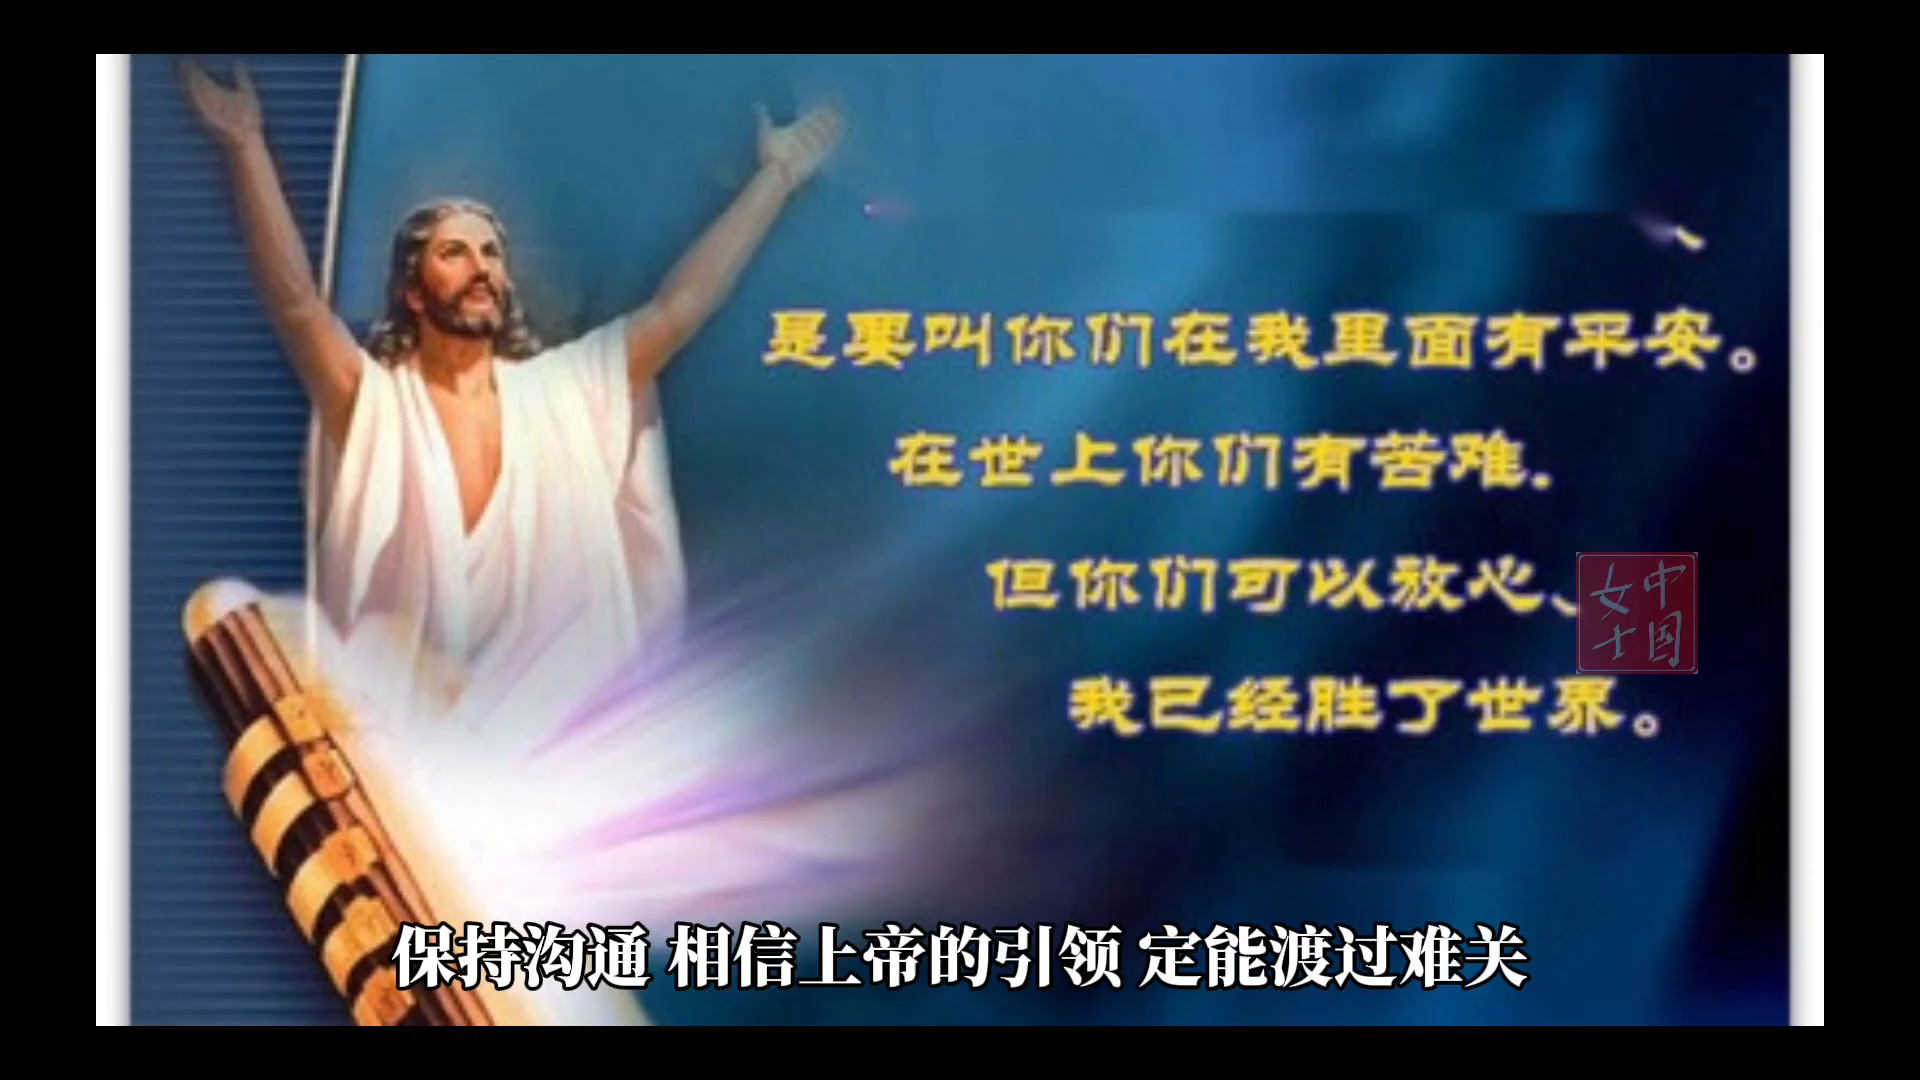 是要叫你们在我里面有平安。
在世上你们有苦难.
但你们可以放心、
我已经胜了世界。
中国
女士
保持沟通 相信上帝的引领 定能渡过难关